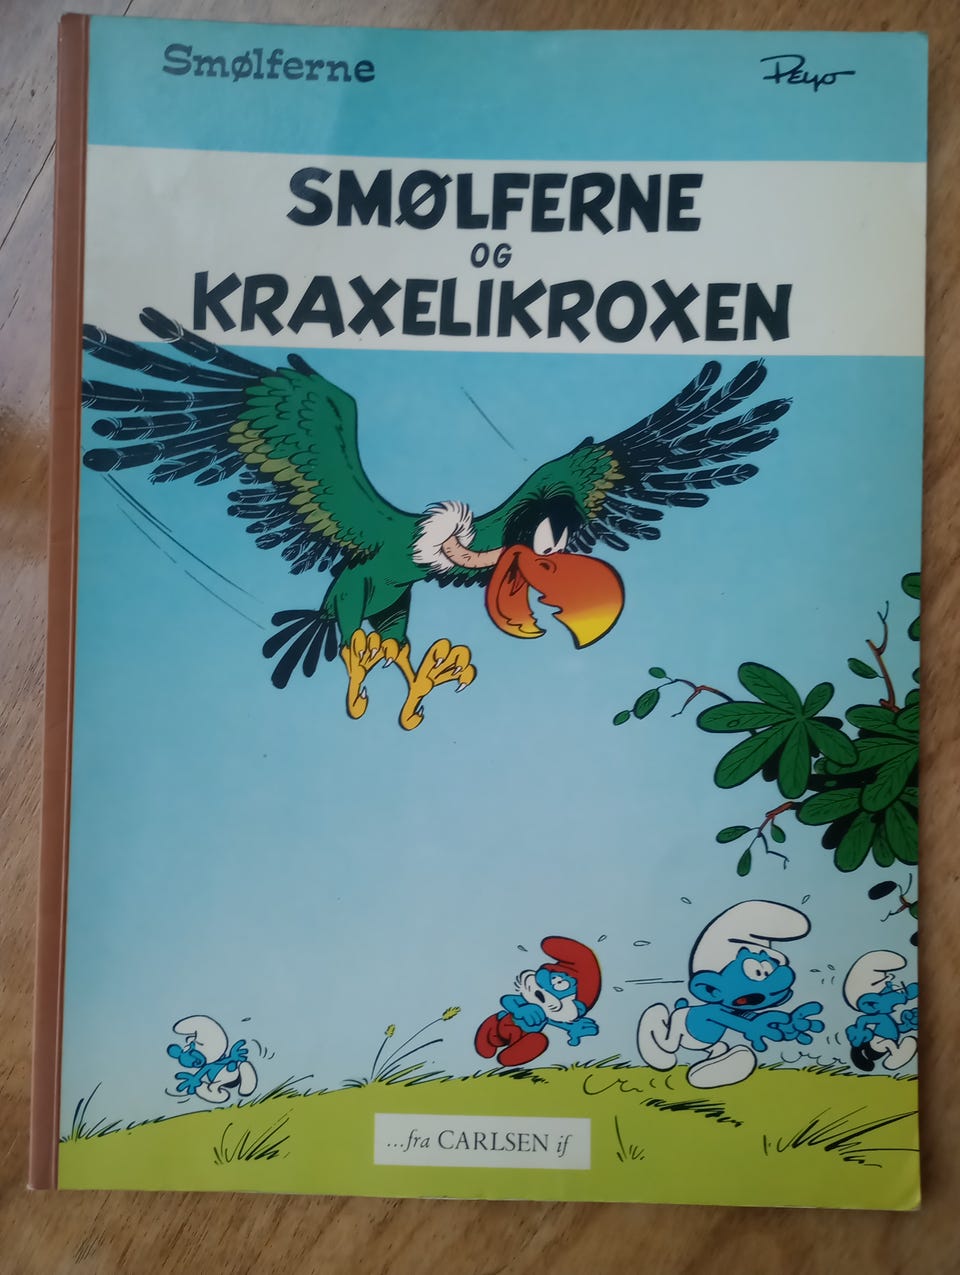 Smølferne
Peyo
SMØLFERNE
OG
KRAXELIKROXEN
...fra CARLSEN if